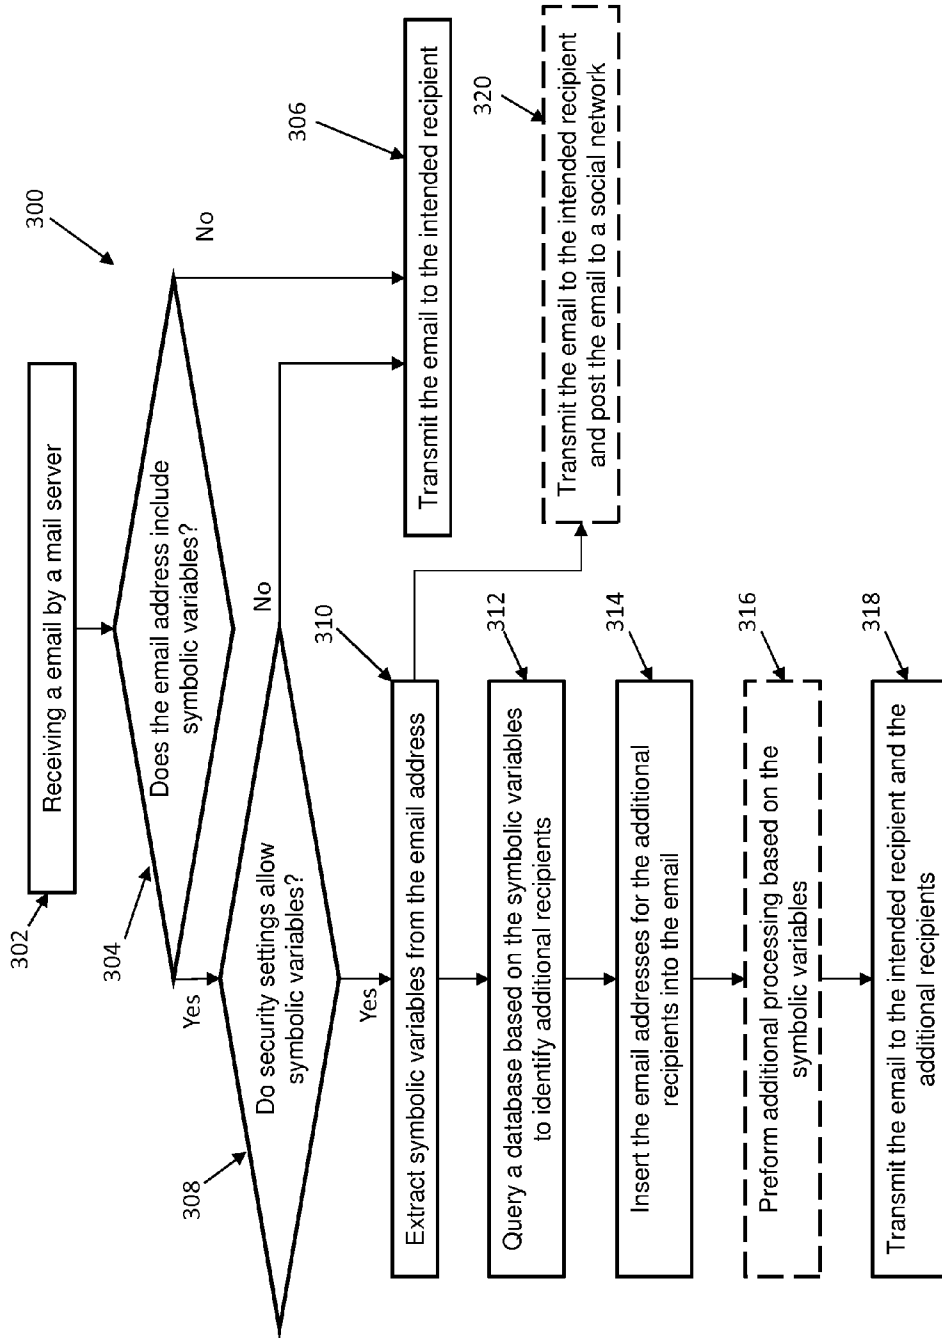 300
302
Receiving a email by a mail server
304
Does the email address include
symbolic variables?
No
Yes
308
Do security settings allow
symbolic variables?
No
Yes
306
Transmit the email to the intended recipient
310
Extract symbolic variables from the email address
320
Transmit the email to the intended recipient
and post the email to a social network
312
Query a database based on the symbolic variables
to identify additional recipients
314
Insert the email addresses for the additional
recipients into the email
316
Preform additional processing based on the
symbolic variables
318
Transmit the email to the intended recipient and the
additional recipients